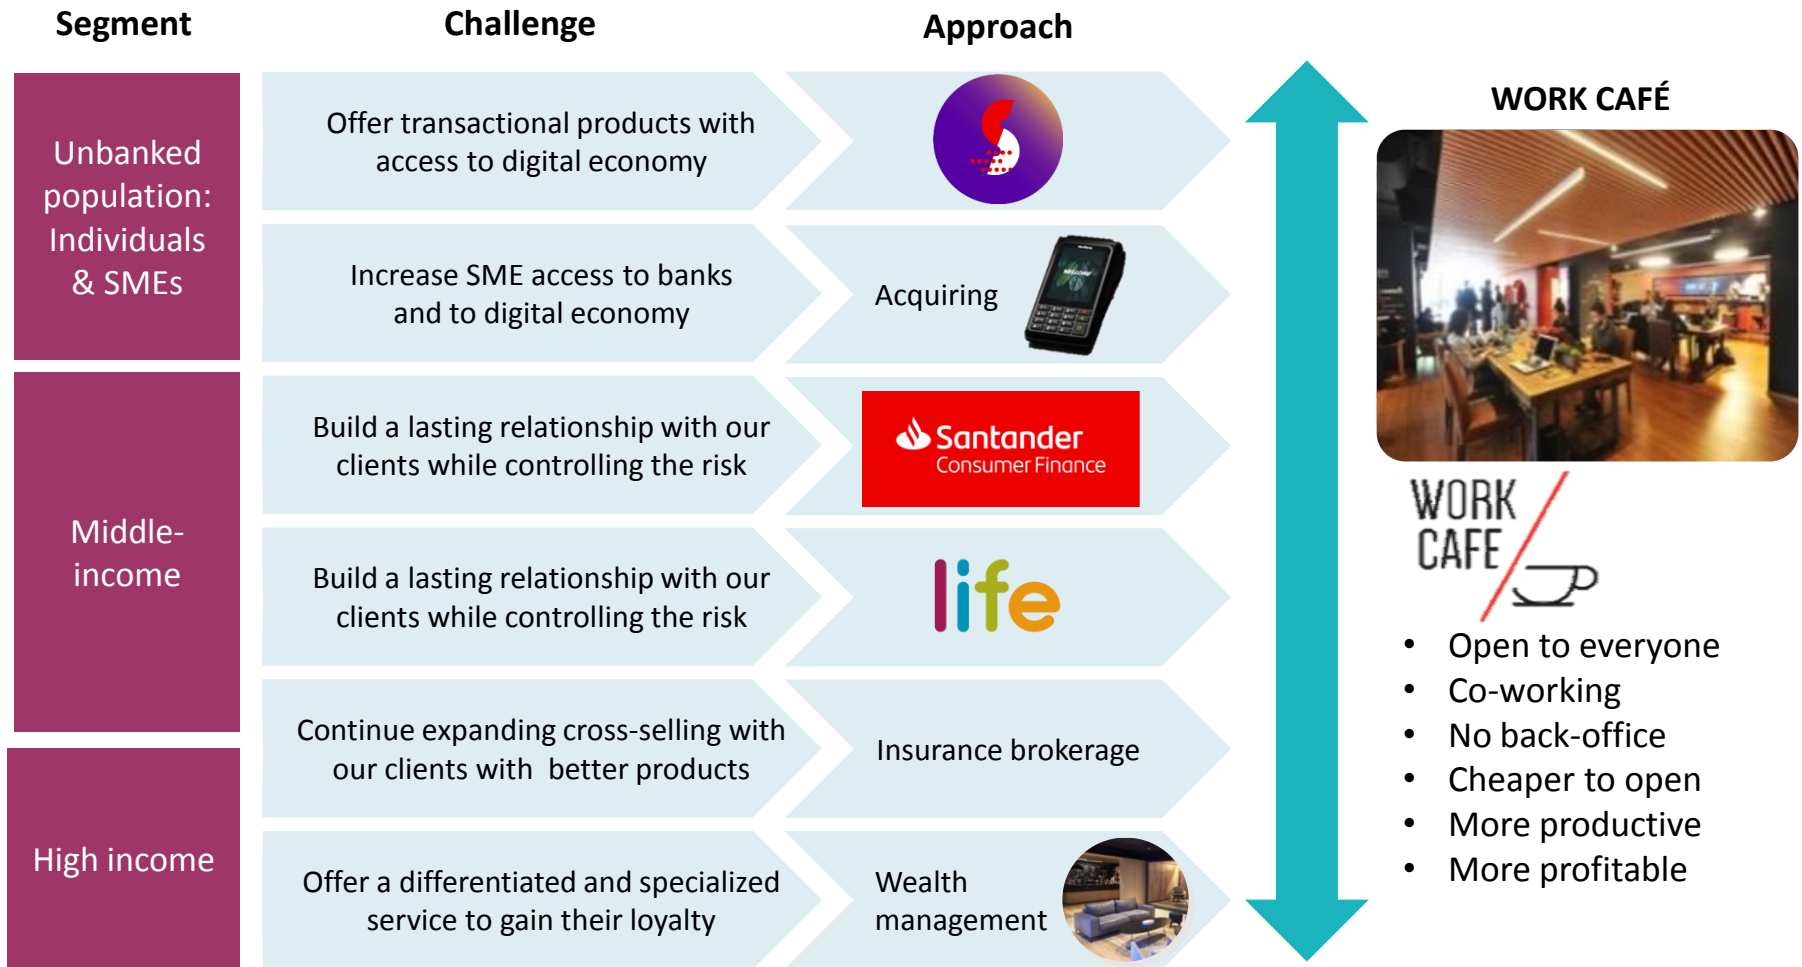 Segment
Challenge
Approach
Unbanked
population:
Individuals
& SMEs
Offer transactional products with
access to digital economy
Increase SME access to banks
and to digital economy
Acquiring
WELCOME
Middle-
income
Build a lasting relationship with our
clients while controlling the risk
Santander
Consumer Finance
Build a lasting relationship with our
clients while controlling the risk
life
Continue expanding cross-selling with
our clients with better products
Insurance brokerage
High income
Offer a differentiated and specialized
service to gain their loyalty
Wealth
management
WORK CAFÉ
WORK
CAFE
• Open to everyone
• Co-working
• No back-office
• Cheaper to open
• More productive
• More profitable